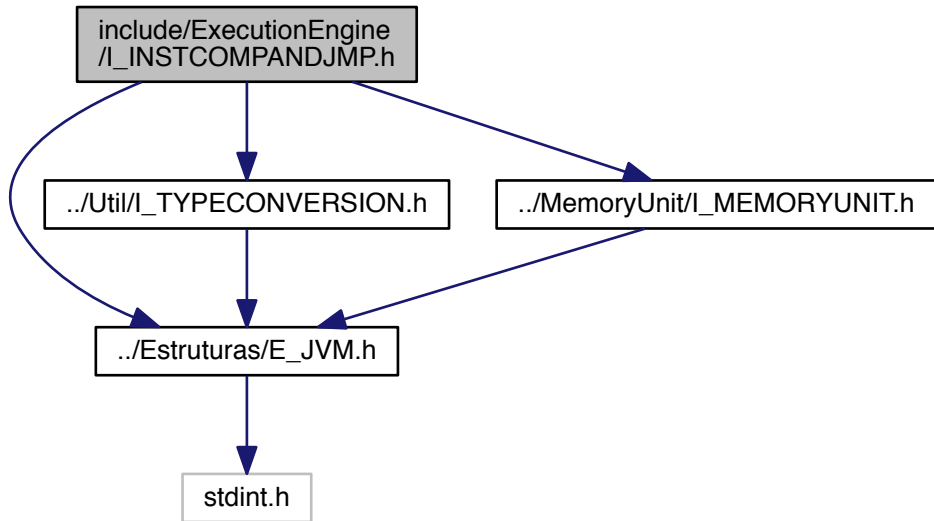 include/ExecutionEngine
/I_INSTCOMPANDJMP.h
../Util/I_TYPECONVERSION.h
../MemoryUnit/I_MEMORYUNIT.h
../Estruturas/E_JVM.h
stdint.h